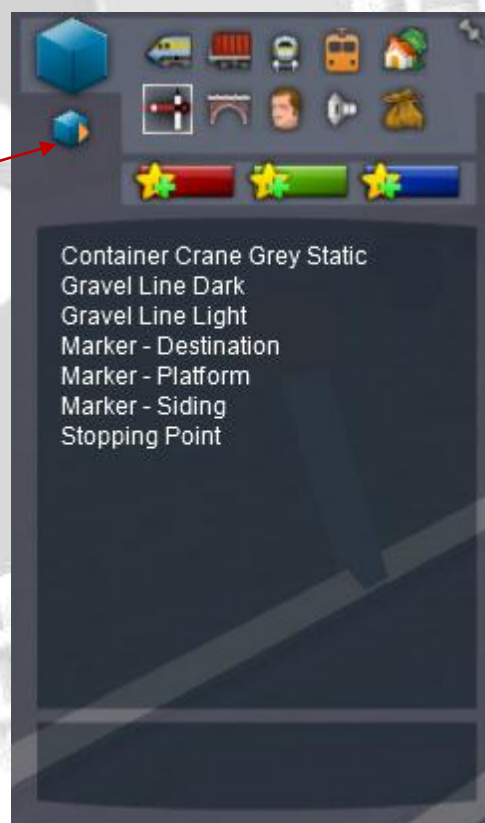 Container Crane Grey Static
Gravel Line Dark
Gravel Line Light
Marker - Destination
Marker - Platform
Marker - Siding
Stopping Point